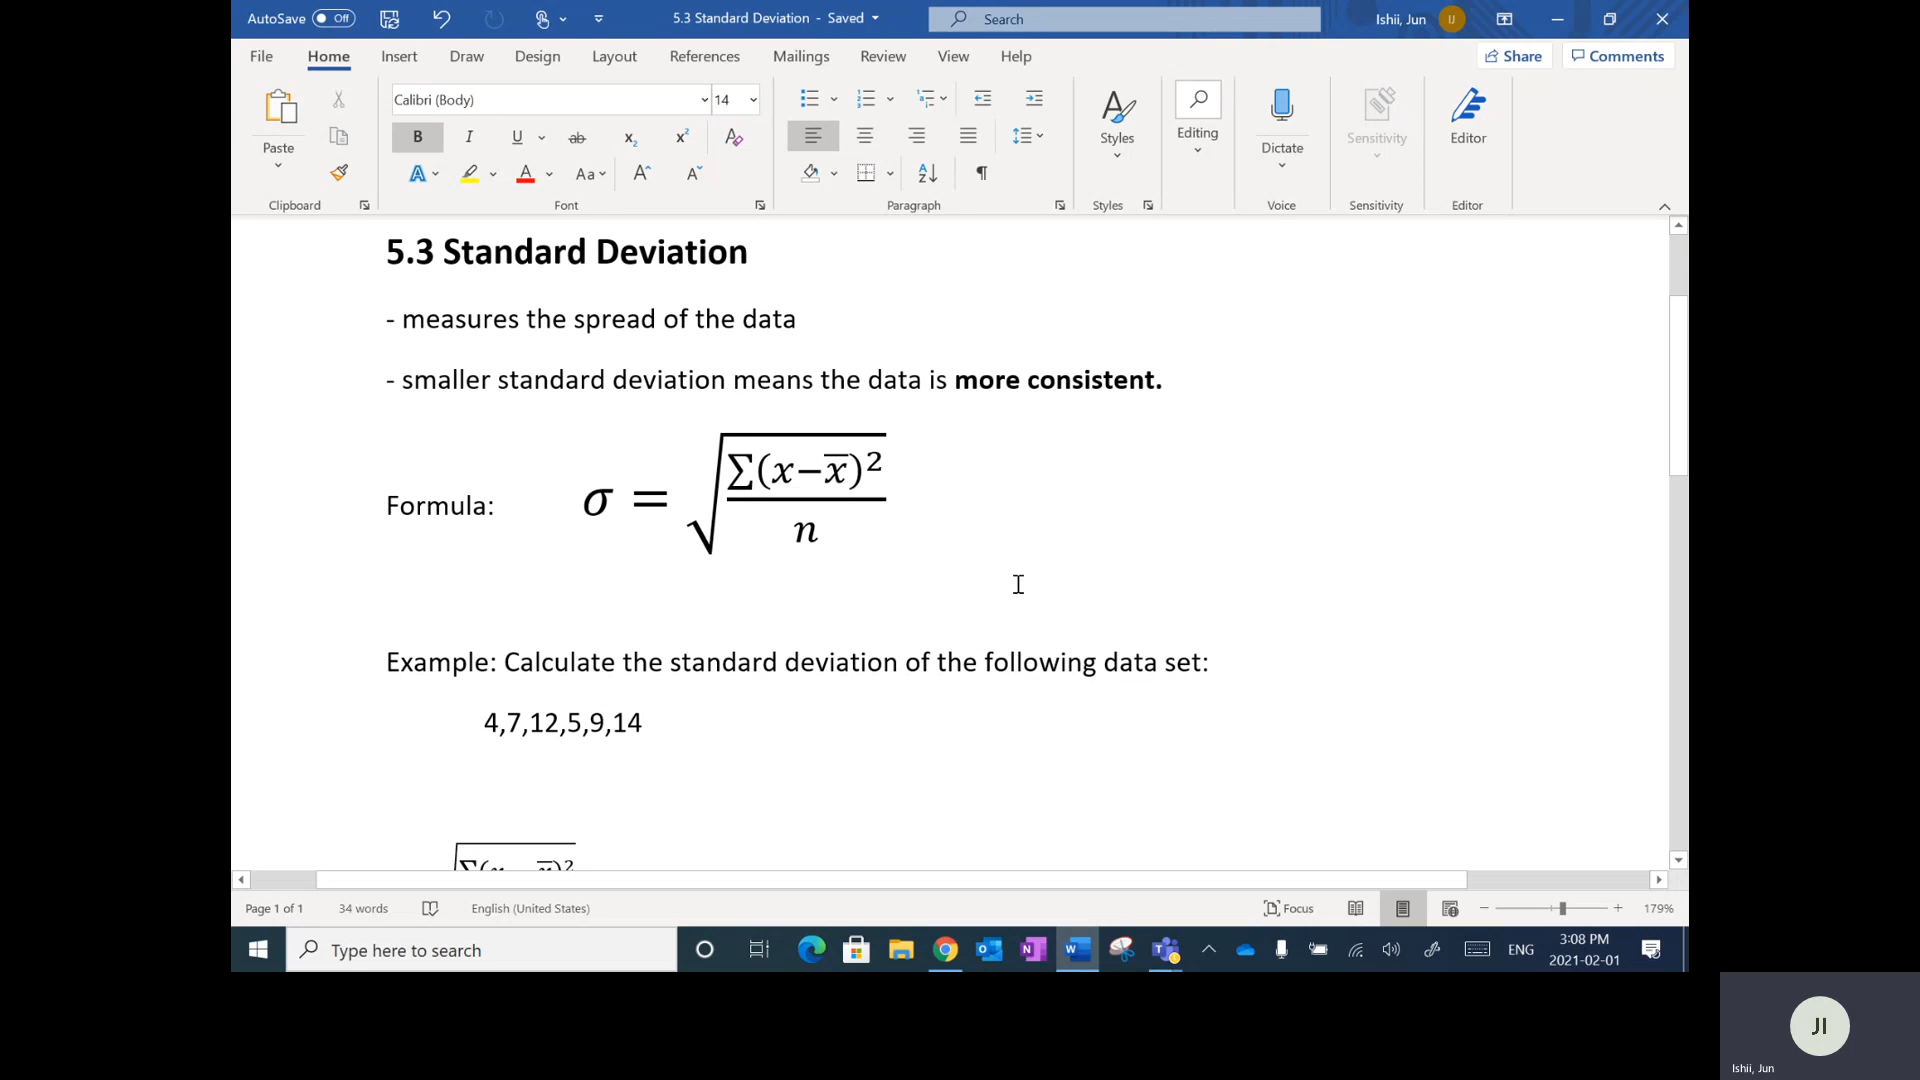 AutoSave Off 5.3 Standard Deviation - Saved Search Ishii, Jun IJ
File Home Insert Draw Design Layout References Mailings Review View Help Share Comments
Calibri (Body) 14
Paste B I U ab x₂ x² A
A A Aa A A A Z ¶
Styles Editing Dictate Sensitivity Editor
Clipboard Font Paragraph Styles Voice Sensitivity Editor
5.3 Standard Deviation
- measures the spread of the data
- smaller standard deviation means the data is more consistent.
Formula: σ = √(∑(x−x̅)²/n)
Example: Calculate the standard deviation of the following data set:
4,7,12,5,9,14
Page 1 of 1 34 words English (United States) Focus 179%
Type here to search ENG 3:08 PM
2021-02-01
JI
Ishii, Jun